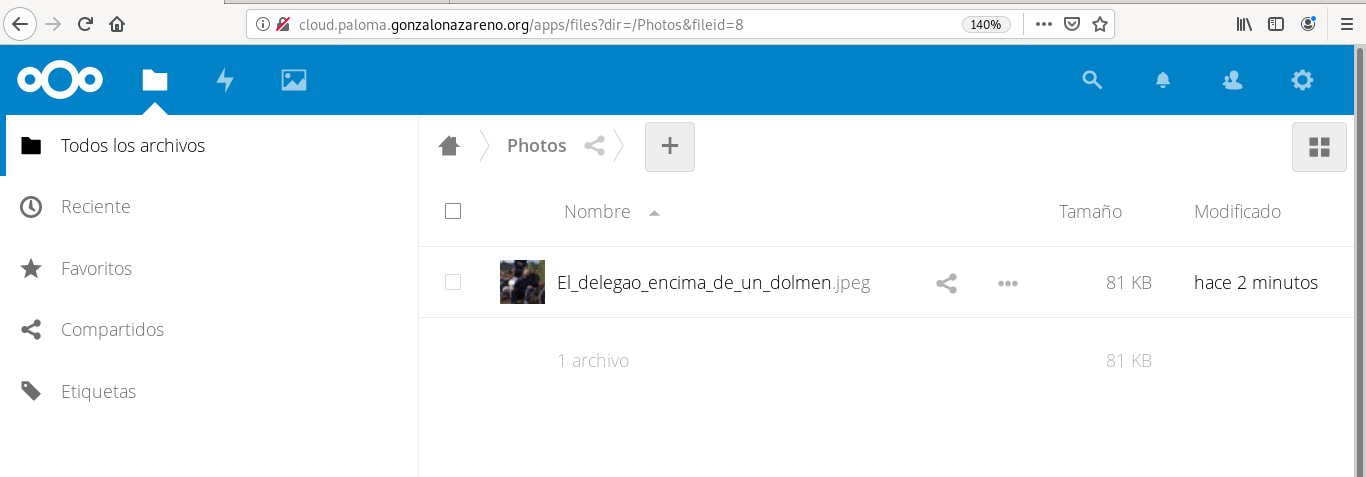 cloud.paloma.gonzalonazareno.org/apps/files?dir=/Photos&fileid=8
140%
Todos los archivos
Reciente
Favoritos
Compartidos
Etiquetas
Photos
Nombre Tamaño Modificado
El_delegao_encima_de_un_dolmen.jpeg 81 KB hace 2 minutos
1 archivo 81 KB